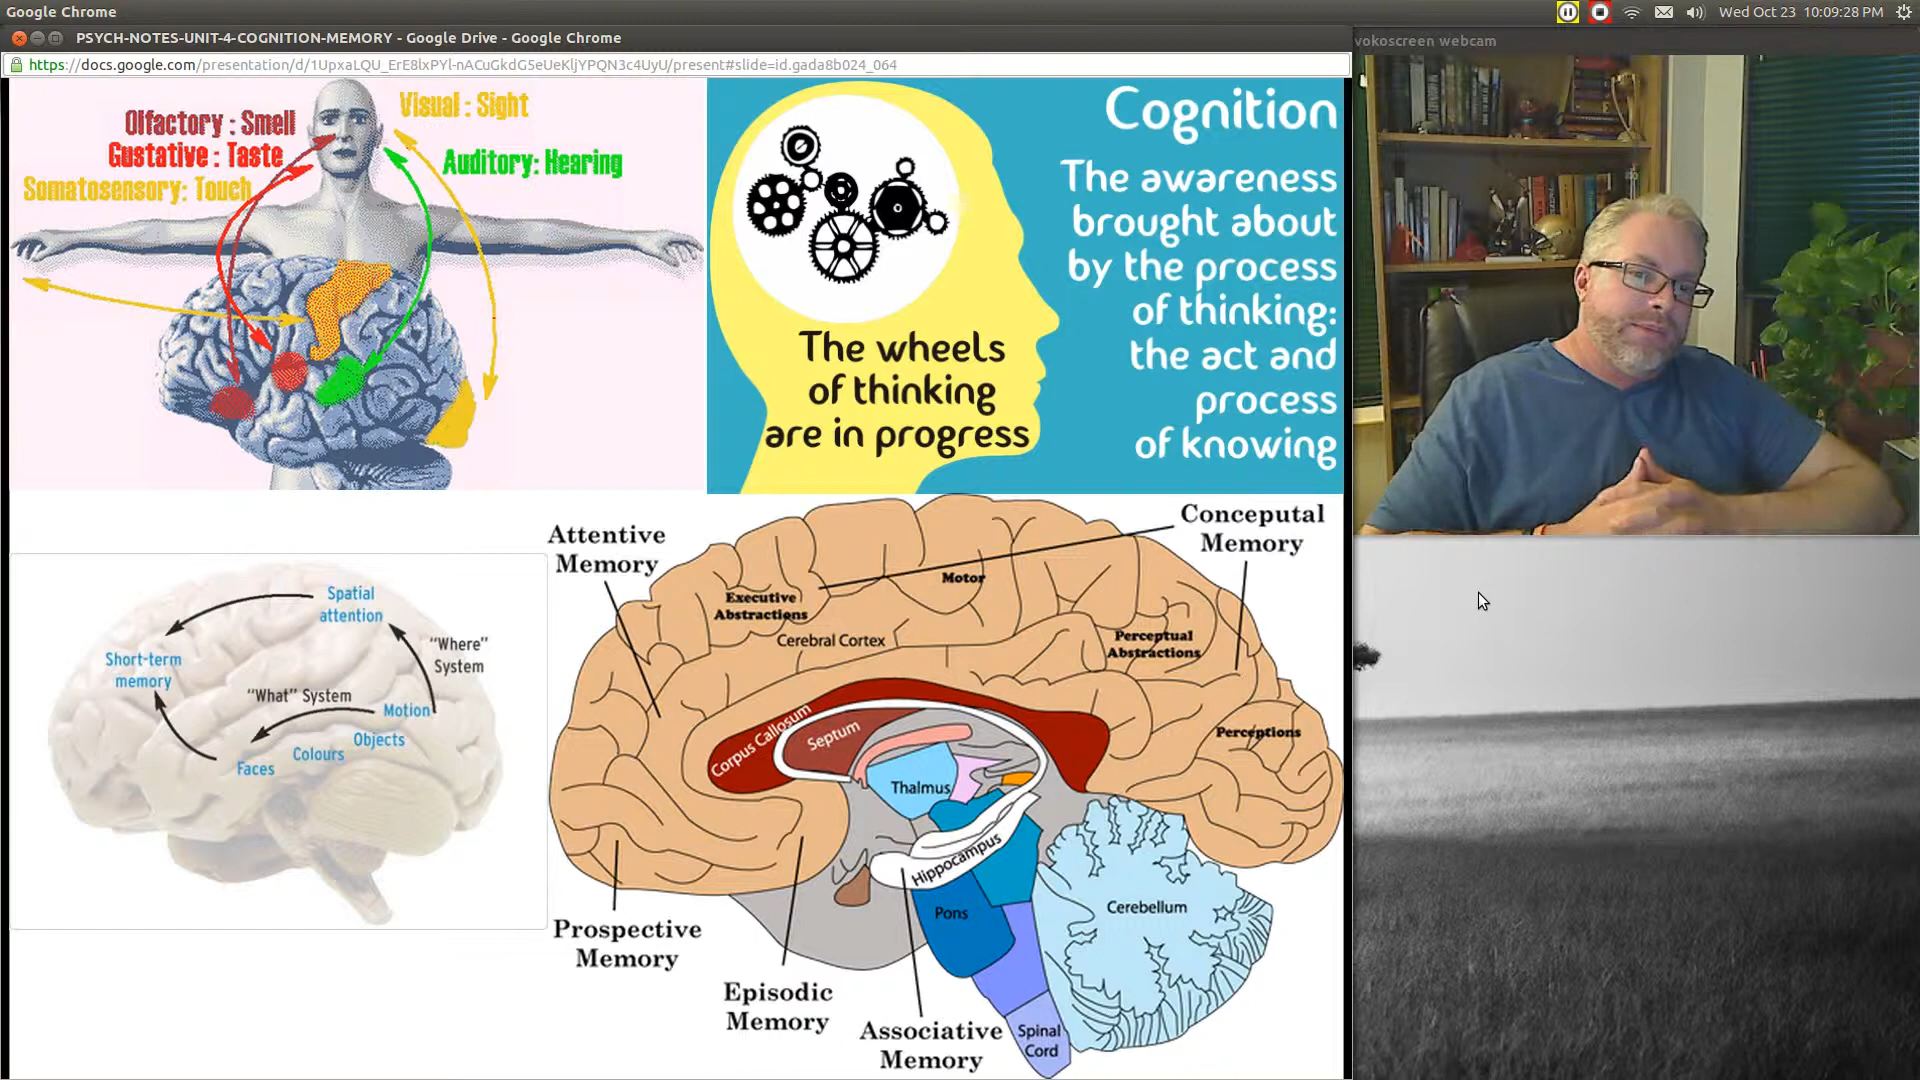 Google Chrome
Wed Oct 23 10:09:28 PM
PSYCH-NOTES-UNIT-4-COGNITION-MEMORY - Google Drive - Google Chrome
vokoscreen webcam
https://docs.google.com/presentation/d/1UpxaLQU_ErE8lxPYl-nACuGkdG5eUeKljYPQN3c4UyU/present#slide=id.gada8b024_064
Olfactory : Smell
Gustative : Taste
Somatosensory: Touch
Visual : Sight
Auditory: Hearing
Cognition
The awareness
brought about
by the process
of thinking:
the act and
process
of knowing
The wheels
of thinking
are in progress
Spatial
attention
"Where"
System
Short-term
memory
"What" System
Motion
Objects
Colours
Faces
Attentive
Memory
Conceputal
Memory
Motor
Executive
Abstractions
Cerebral Cortex
Perceptual
Abstractions
Perceptions
Corpus Callosum
Septum
Thalmus
Hippocampus
Pons
Cerebellum
Prospective
Memory
Episodic
Memory
Associative
Memory
Spinal
Cord